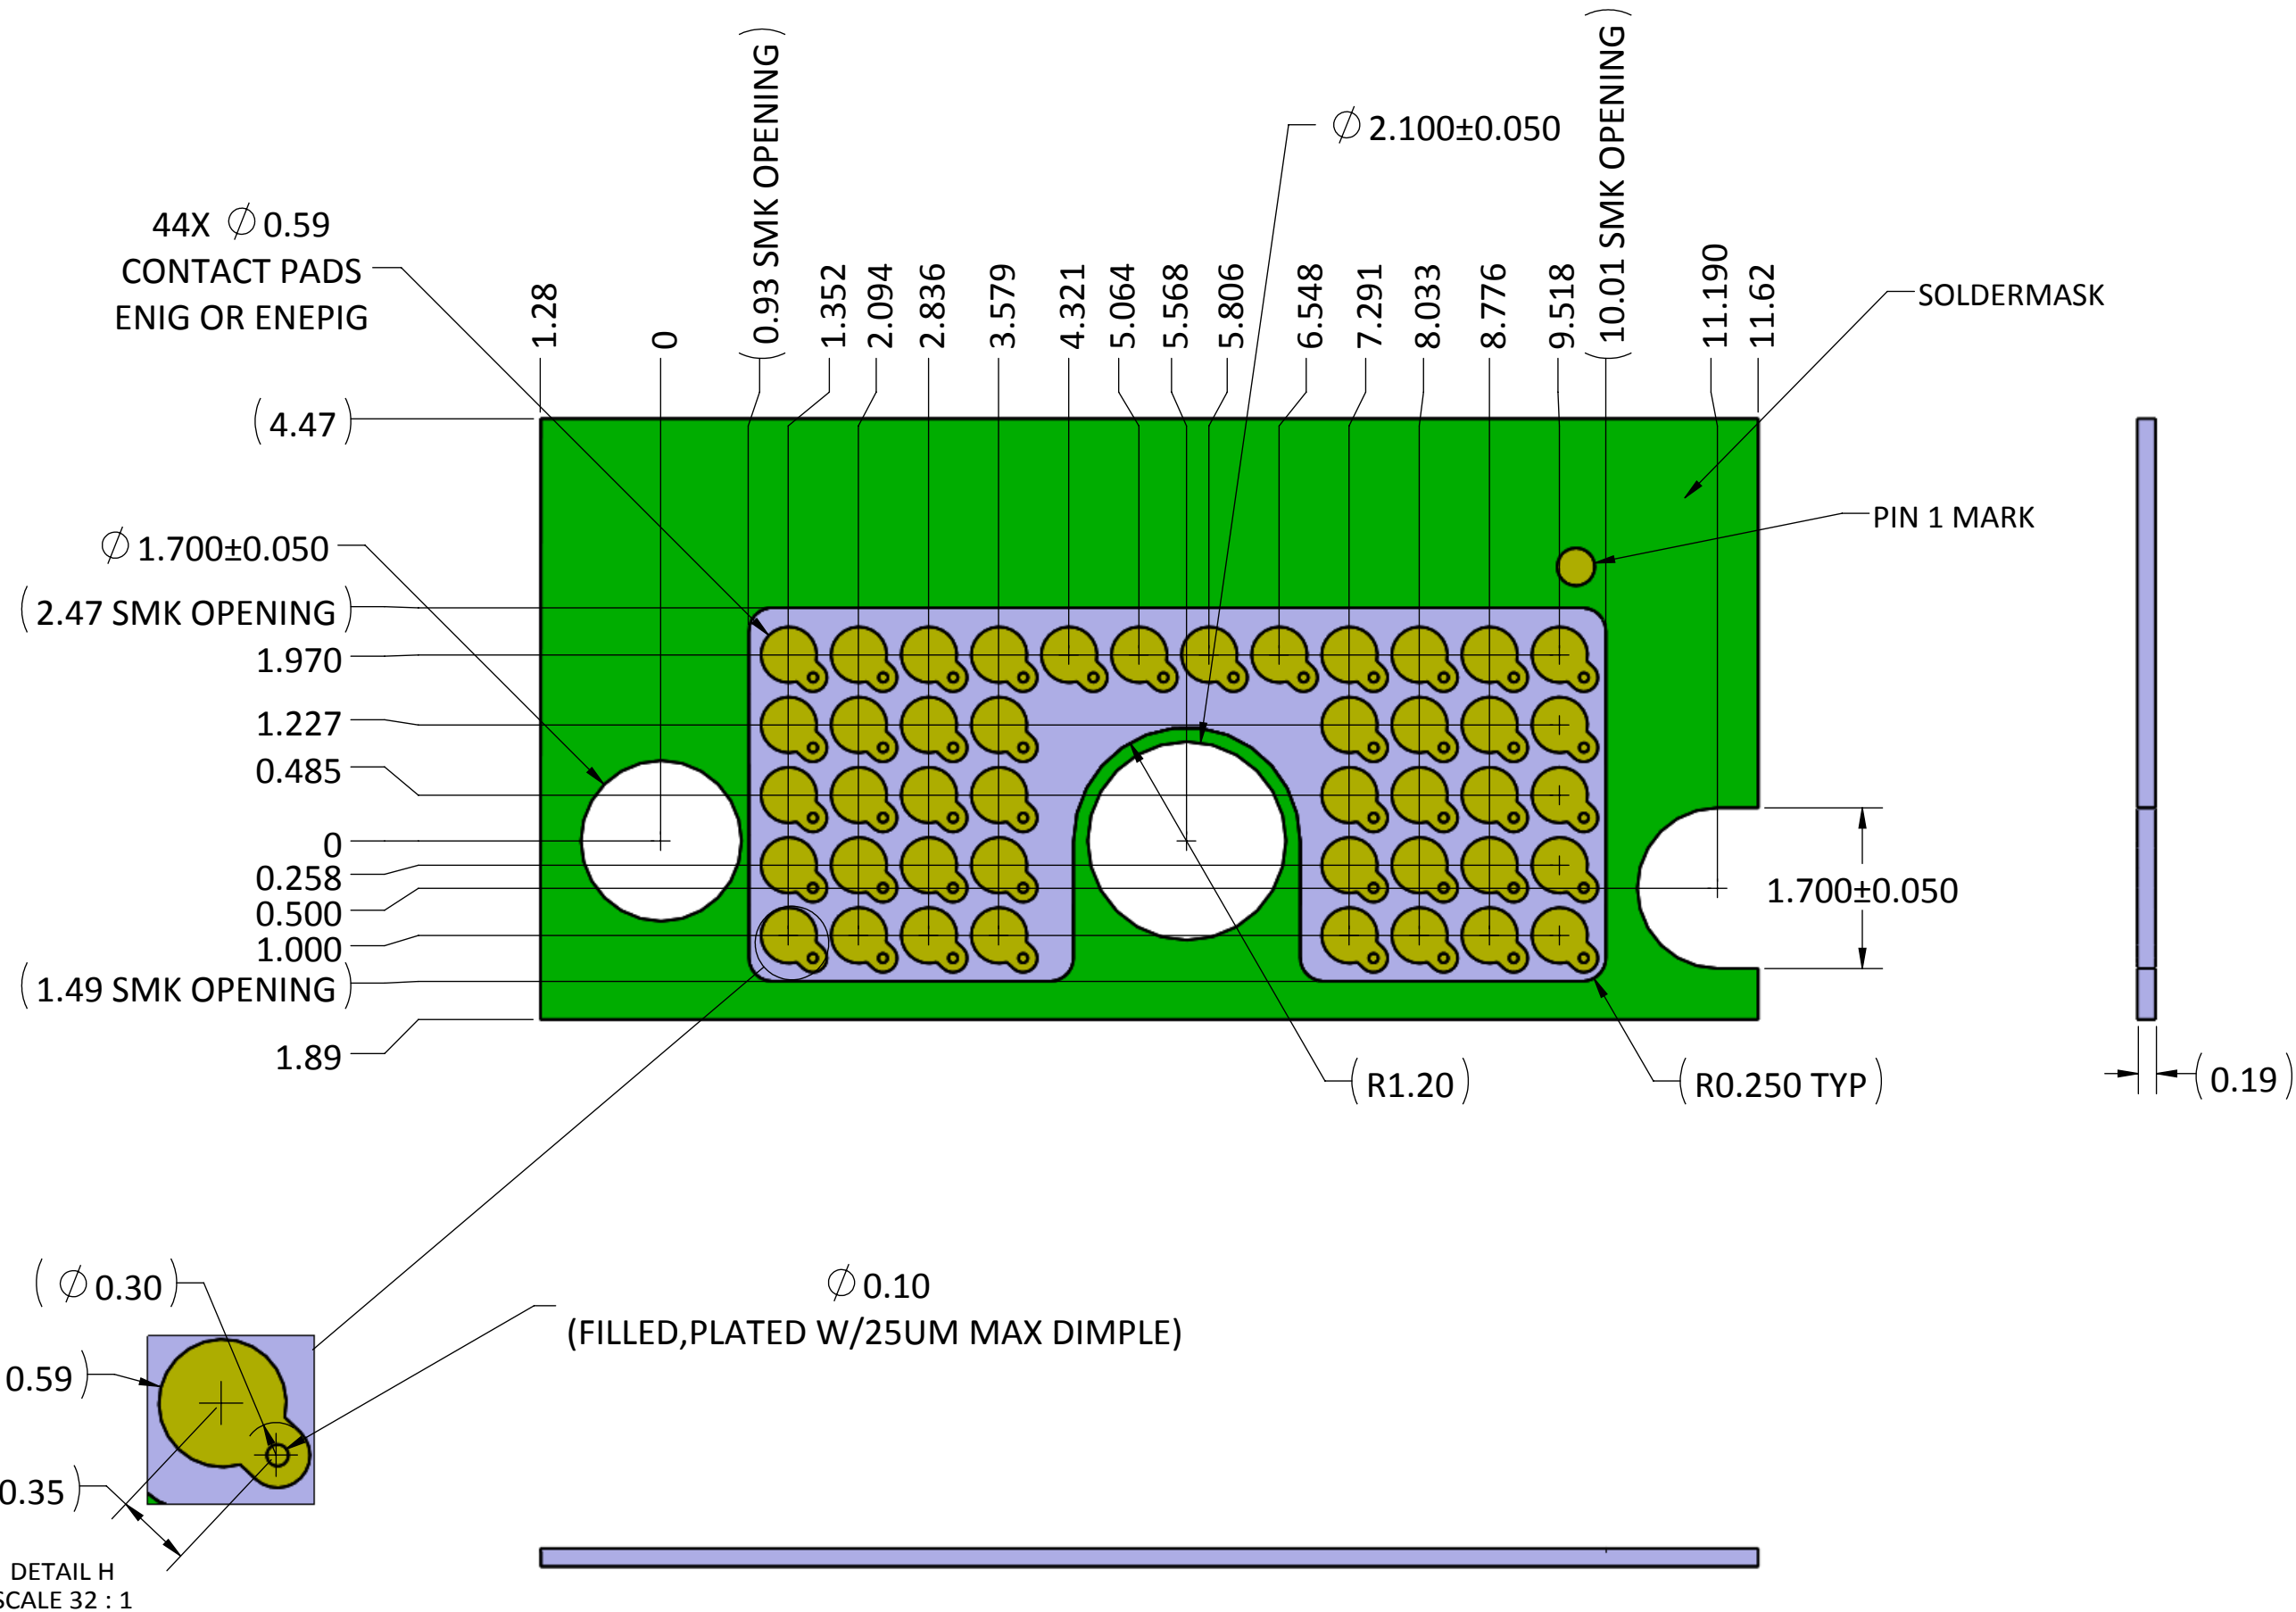 (0.93 SMK OPENING)
(10.01 SMK OPENING)
⌀2.100±0.050
44X ⌀0.59
CONTACT PADS
ENIG OR ENEPIG
1.28
0
1.352
2.094
2.836
3.579
4.321
5.064
5.568
5.806
6.548
7.291
8.033
8.776
9.518
11.190
11.62
SOLDERMASK
(4.47)
PIN 1 MARK
⌀1.700±0.050
(2.47 SMK OPENING)
1.970
1.227
0.485
0
0.258
0.500
1.000
(1.49 SMK OPENING)
1.89
1.700±0.050
(R1.20)
(R0.250 TYP)
(0.19)
(⌀0.30)
⌀0.10
(FILLED,PLATED W/25UM MAX DIMPLE)
0.59)
0.35)
DETAIL H
SCALE 32 : 1